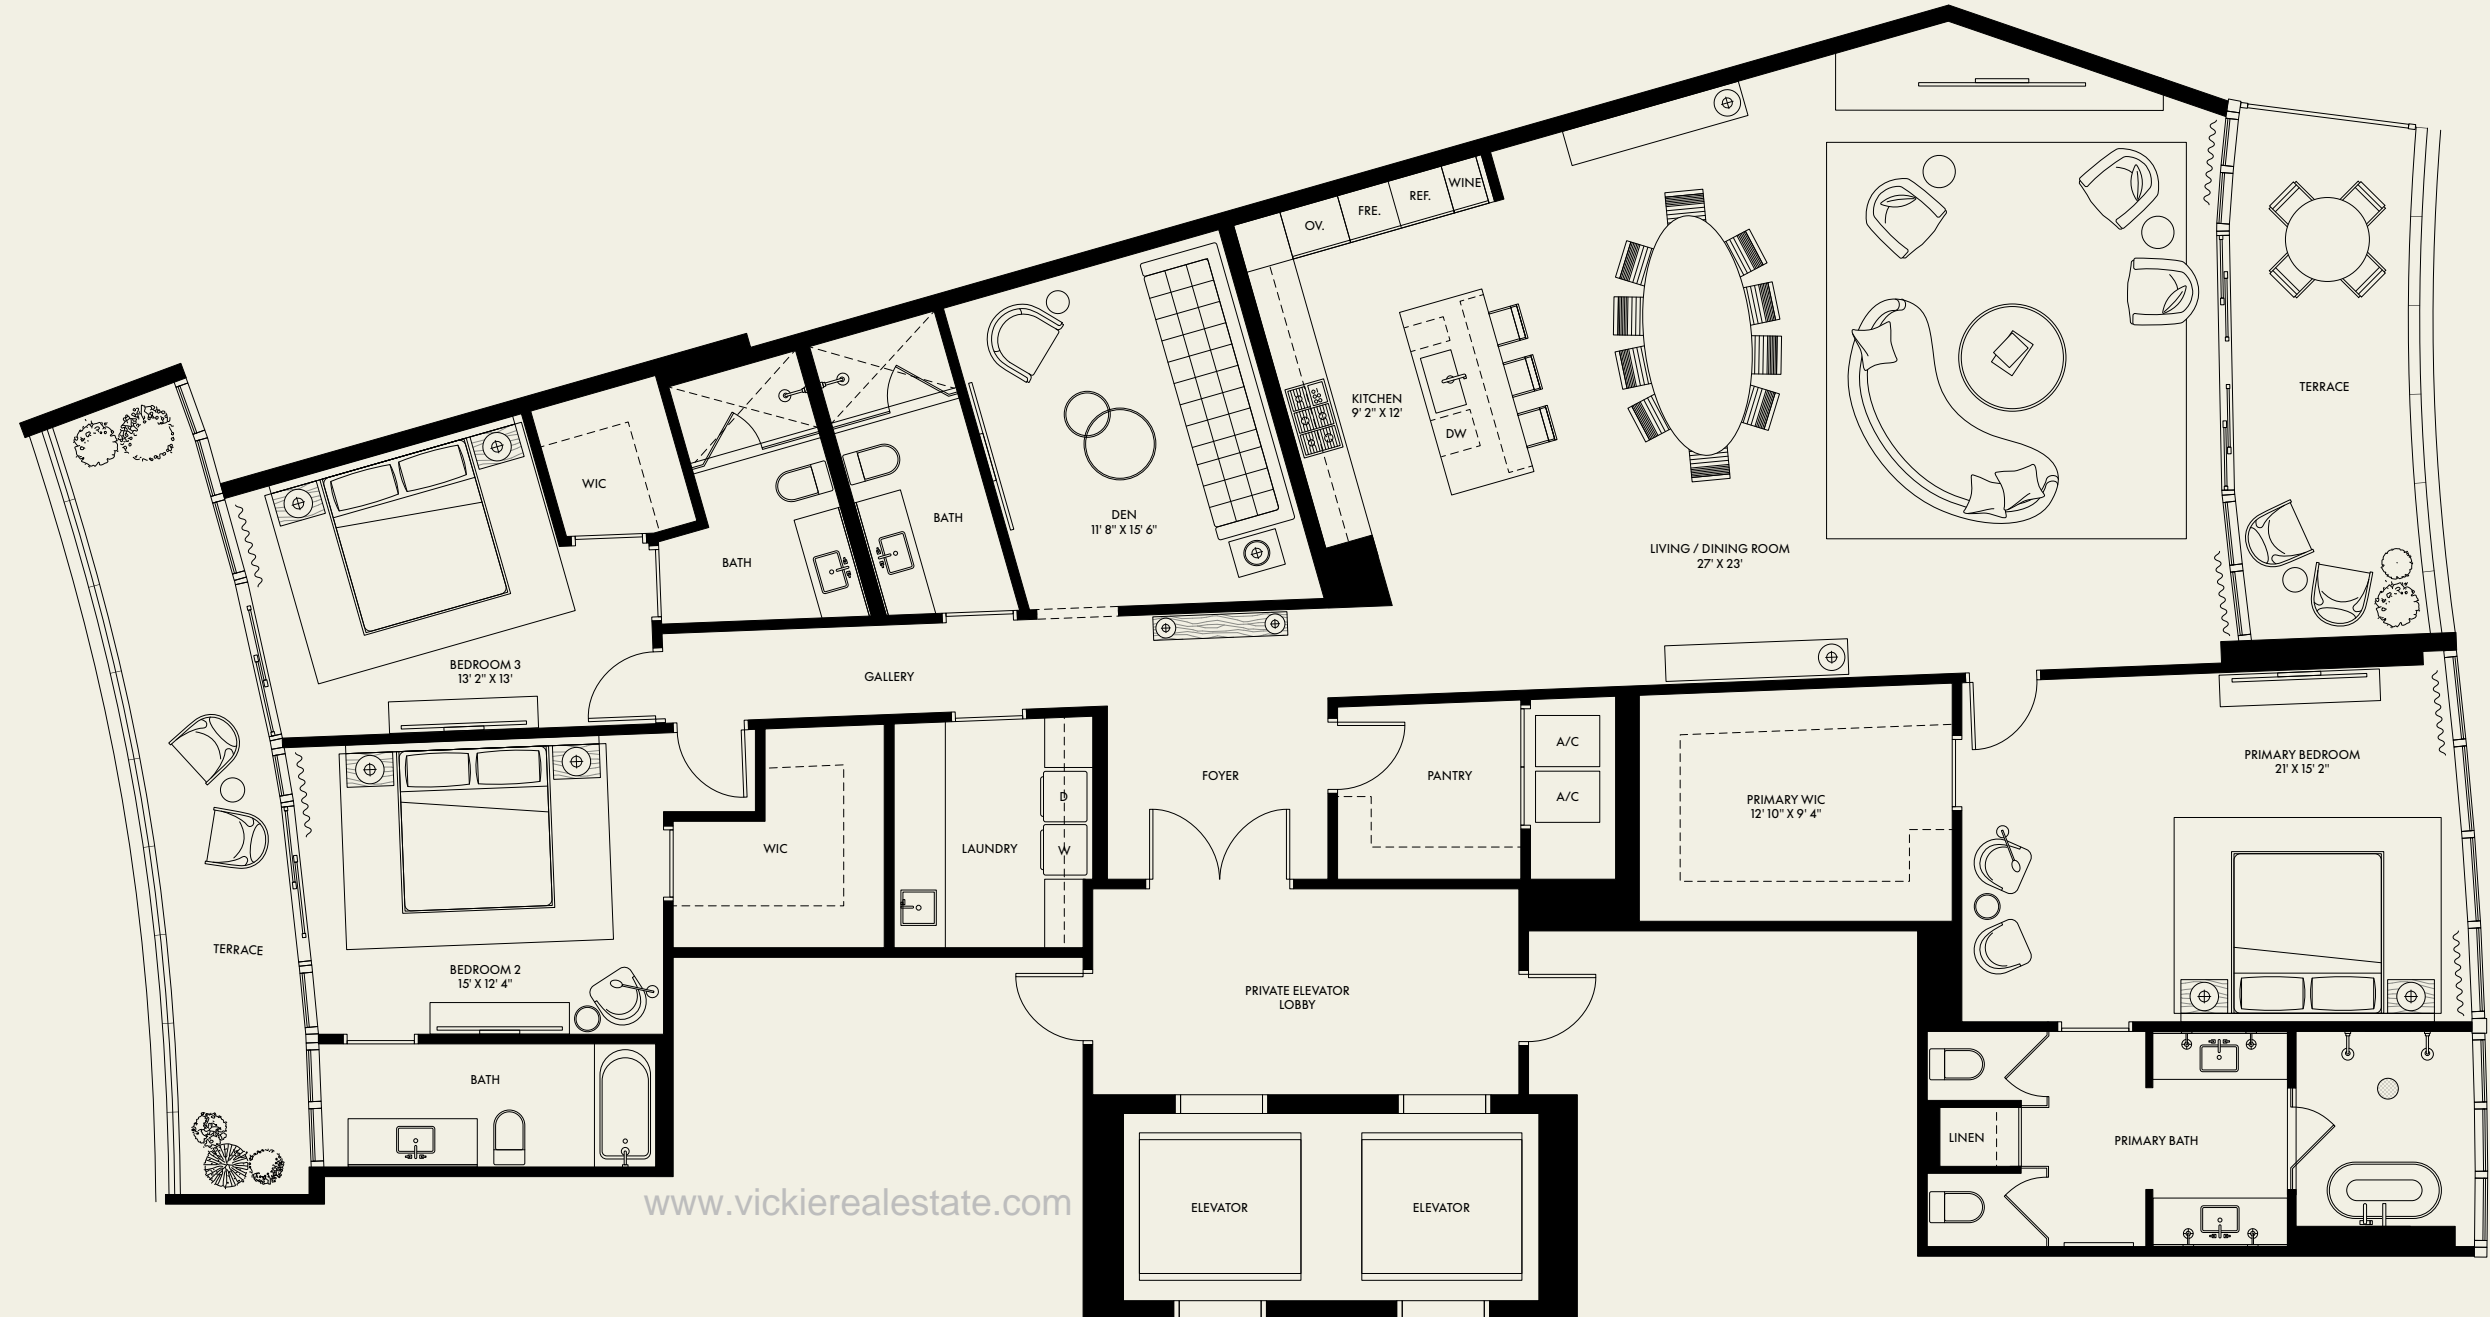 WINE
REF.
FRE.
OV.
TERRACE
KITCHEN
9' 2" X 12'
DW
WIC
DEN
11' 8" X 15' 6"
BATH
BATH
LIVING / DINING ROOM
27' X 23'
BEDROOM 3
13' 2" X 13'
GALLERY
A/C
PRIMARY BEDROOM
21' X 15' 2"
FOYER
PANTRY
D
A/C
PRIMARY WIC
12' 10" X 9' 4"
WIC
LAUNDRY
W
TERRACE
BEDROOM 2
15' X 12' 4"
PRIVATE ELEVATOR
LOBBY
BATH
LINEN
PRIMARY BATH
www.vickierealestate.com
ELEVATOR
ELEVATOR